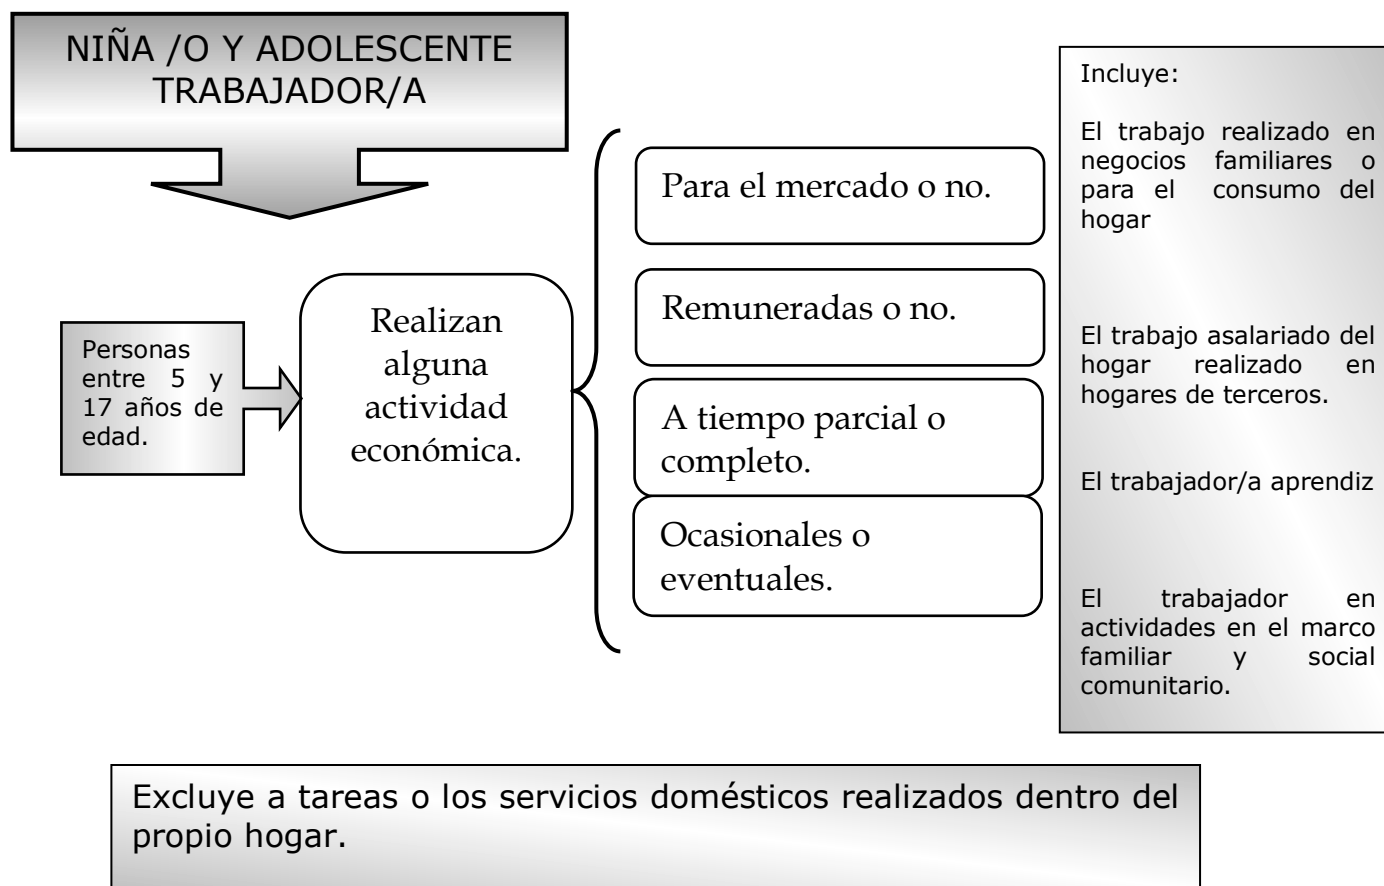 NIÑA /O Y ADOLESCENTE
TRABAJADOR/A
Personas
entre 5 y
17 años de
edad.
Realizan
alguna
actividad
económica.
Para el mercado o no.
Remuneradas o no.
A tiempo parcial o
completo.
Ocasionales o
eventuales.
Incluye:
El trabajo realizado en
negocios familiares o
para el consumo del
hogar
El trabajo asalariado del
hogar realizado en
hogares de terceros.
El trabajador/a aprendiz
El trabajador en
actividades en el marco
familiar y social
comunitario.
Excluye a tareas o los servicios domésticos realizados dentro del
propio hogar.